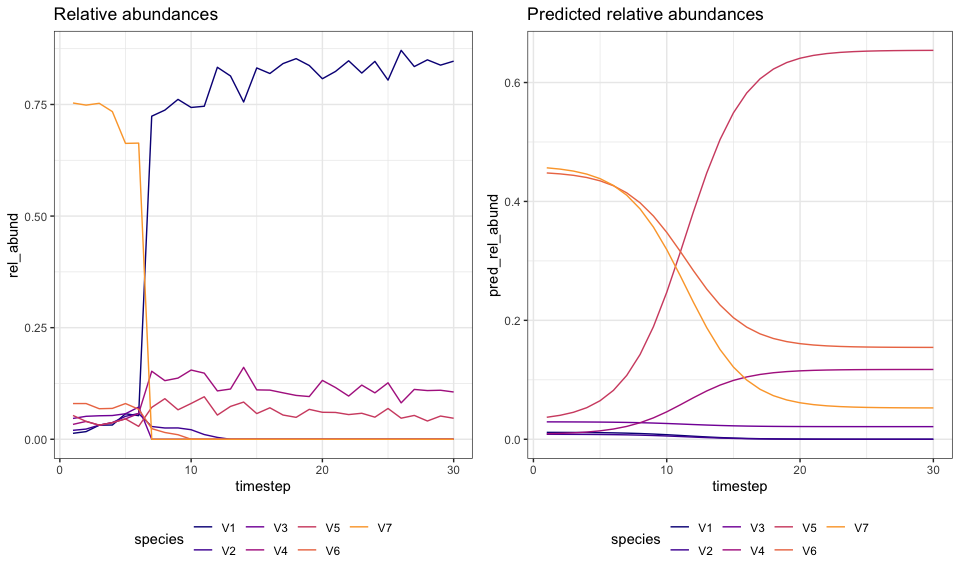 Relative abundances
0.75
0.50
0.25
0.00
rel_abund
0 10 20 30
timestep
species V1 V3 V5 V7
V2 V4 V6
Predicted relative abundances
0.6
0.4
0.2
0.0
pred_rel_abund
0 10 20 30
timestep
species V1 V3 V5 V7
V2 V4 V6